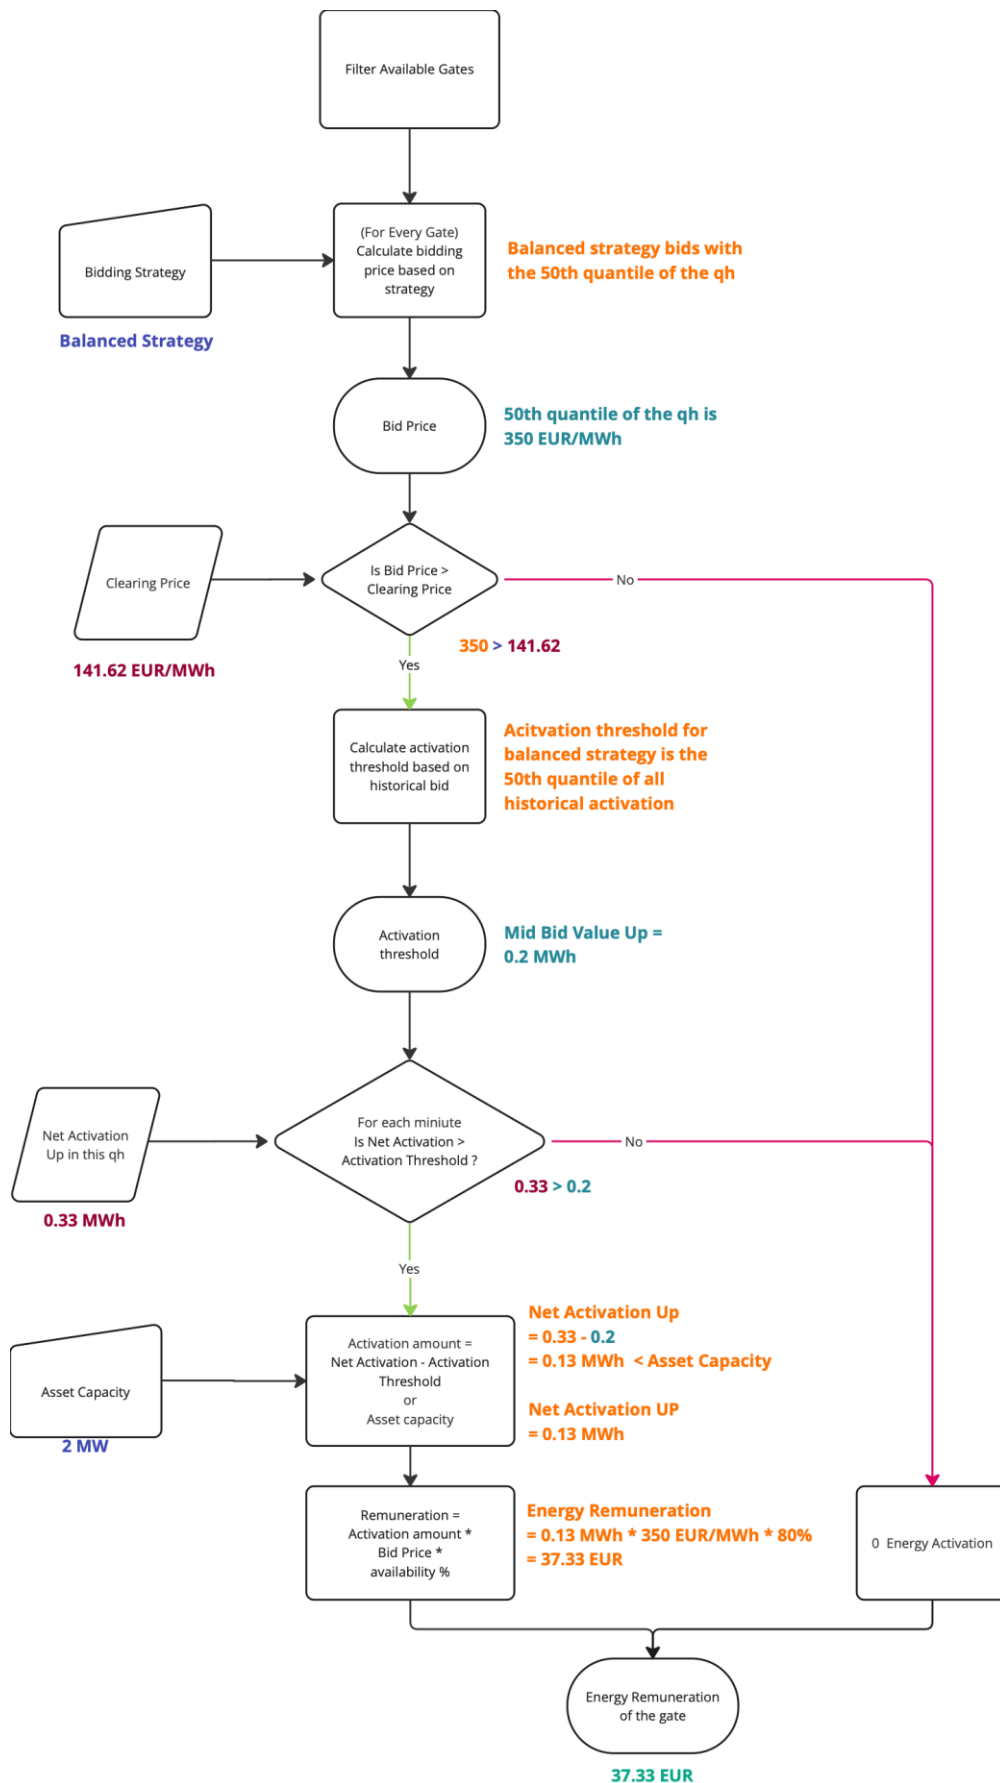 Filter Available Gates
(For Every Gate)
Calculate bidding
price based on
strategy
Balanced strategy bids with
the 50th quantile of the qh
Bidding Strategy
Balanced Strategy
Bid Price
50th quantile of the qh is
350 EUR/MWh
Clearing Price
141.62 EUR/MWh
Is Bid Price >
Clearing Price
No
350 > 141.62
Yes
Calculate activation
threshold based on
historical bid
Acitvation threshold for
balanced strategy is the
50th quantile of all
historical activation
Activation
threshold
Mid Bid Value Up =
0.2 MWh
Net Activation
Up in this qh
0.33 MWh
For each miniute
Is Net Activation >
Activation Threshold ?
No
0.33 > 0.2
Yes
Asset Capacity
2 MW
Activation amount =
Net Activation - Activation
Threshold
or
Asset capacity
Net Activation Up
= 0.33 - 0.2
= 0.13 MWh < Asset Capacity
Net Activation UP
= 0.13 MWh
Remuneration =
Activation amount *
Bid Price *
availability %
Energy Remuneration
= 0.13 MWh * 350 EUR/MWh * 80%
= 37.33 EUR
0 Energy Activation
Energy Remuneration
of the gate
37.33 EUR